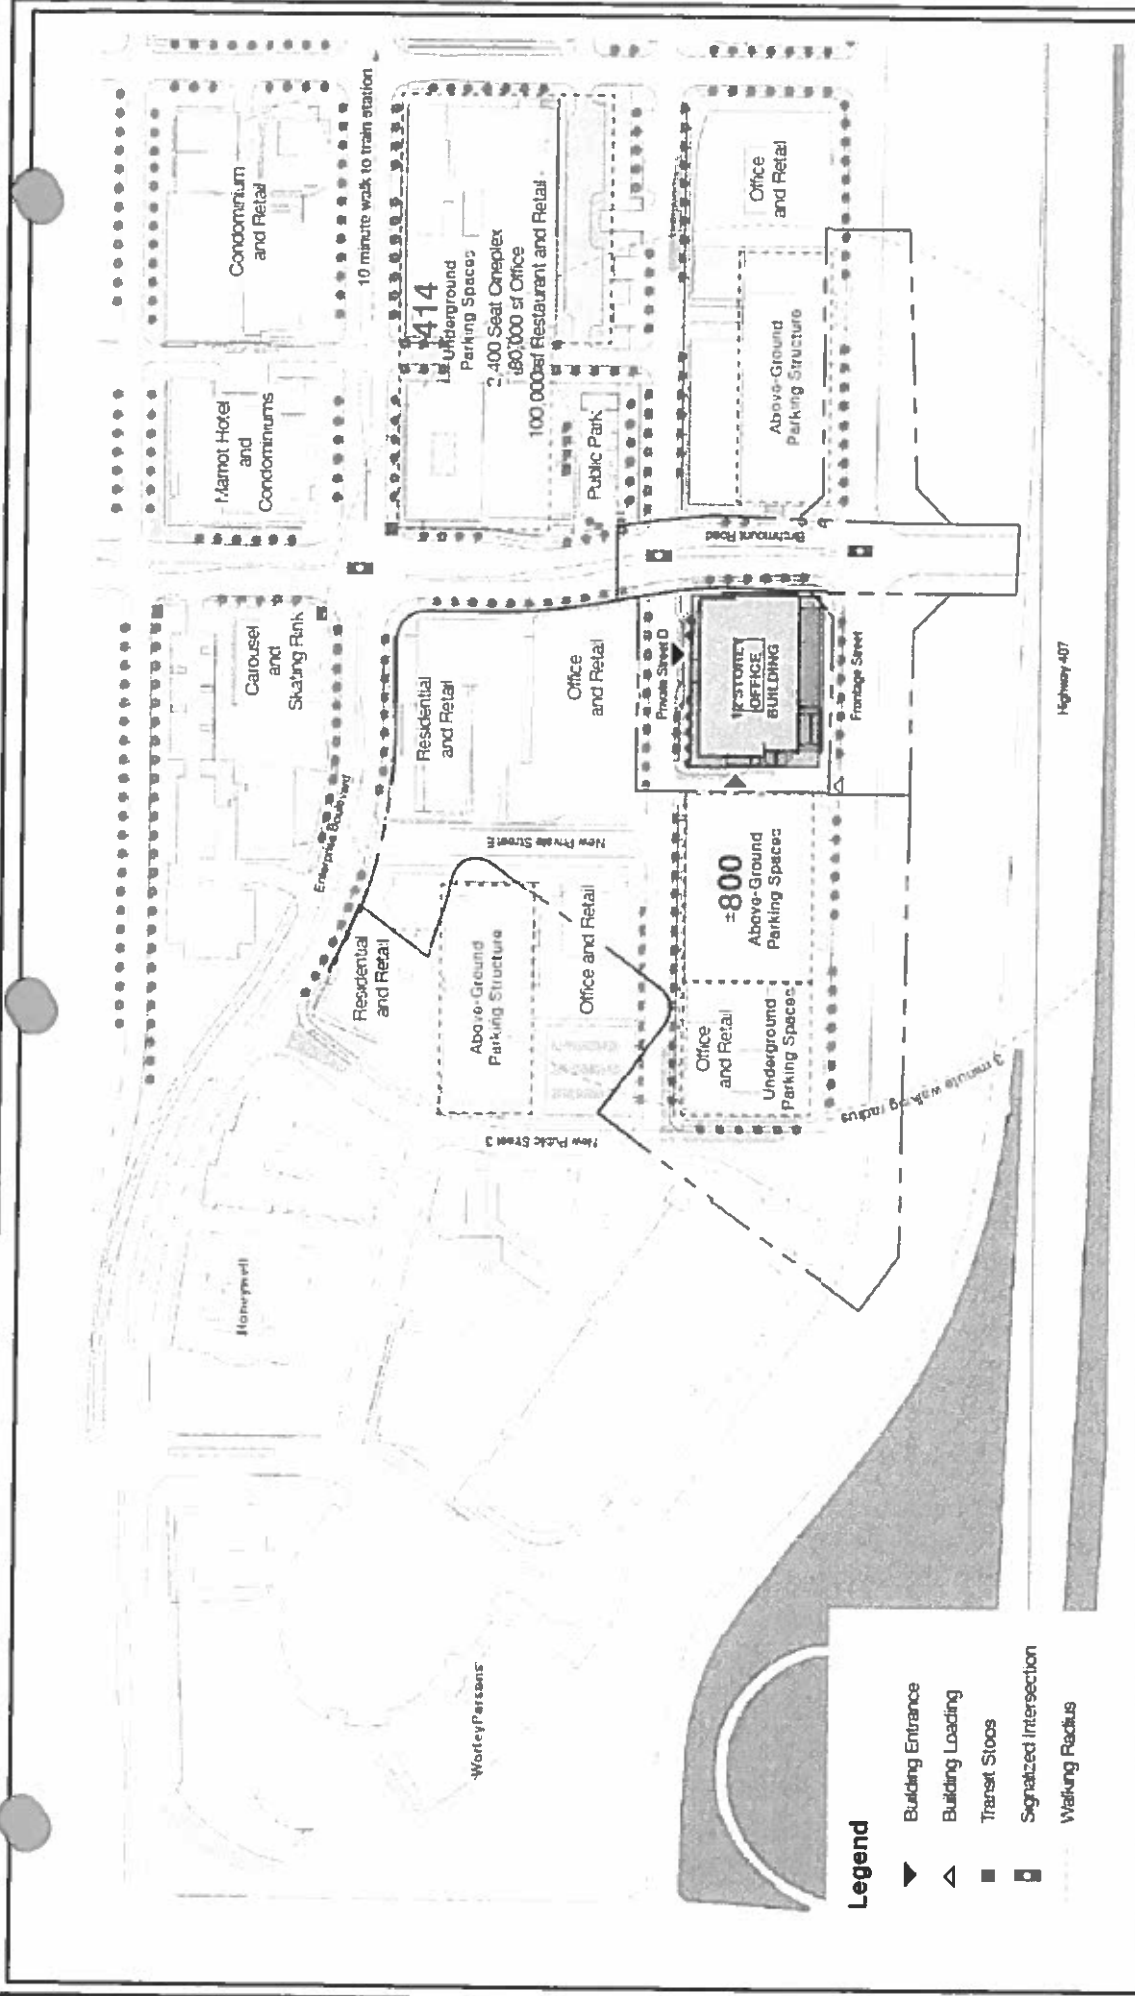 Condominium
and Retail
10 minute walk to train station
Marriot Hotel
and
Condominiums
Carousel
and
Skating Rink
Enterprise Boulevard
Honeywell
WorleyParsons
1414
Underground
Parking Spaces
2,400 Seat Cineplex
180,000 sf Office
100,000sf Restaurant and Retail
Public Park
Office
and Retail
Above-Ground
Parking Structure
Birchmount Road
Residential
and Retail
Office
and Retail
Private Street D
12 STOREY
OFFICE
BUILDING
Frontage Street
Highway 407
New Private Street E
Residential
and Retail
Above-Ground
Parking Structure
Office and Retail
New Public Street 3
±800
Above-Ground
Parking Spaces
Office
and Retail
Underground
Parking Spaces
3 minute walking radius
Legend
Building Entrance
Building Loading
Transit Stops
Signalized Intersection
Walking Radius